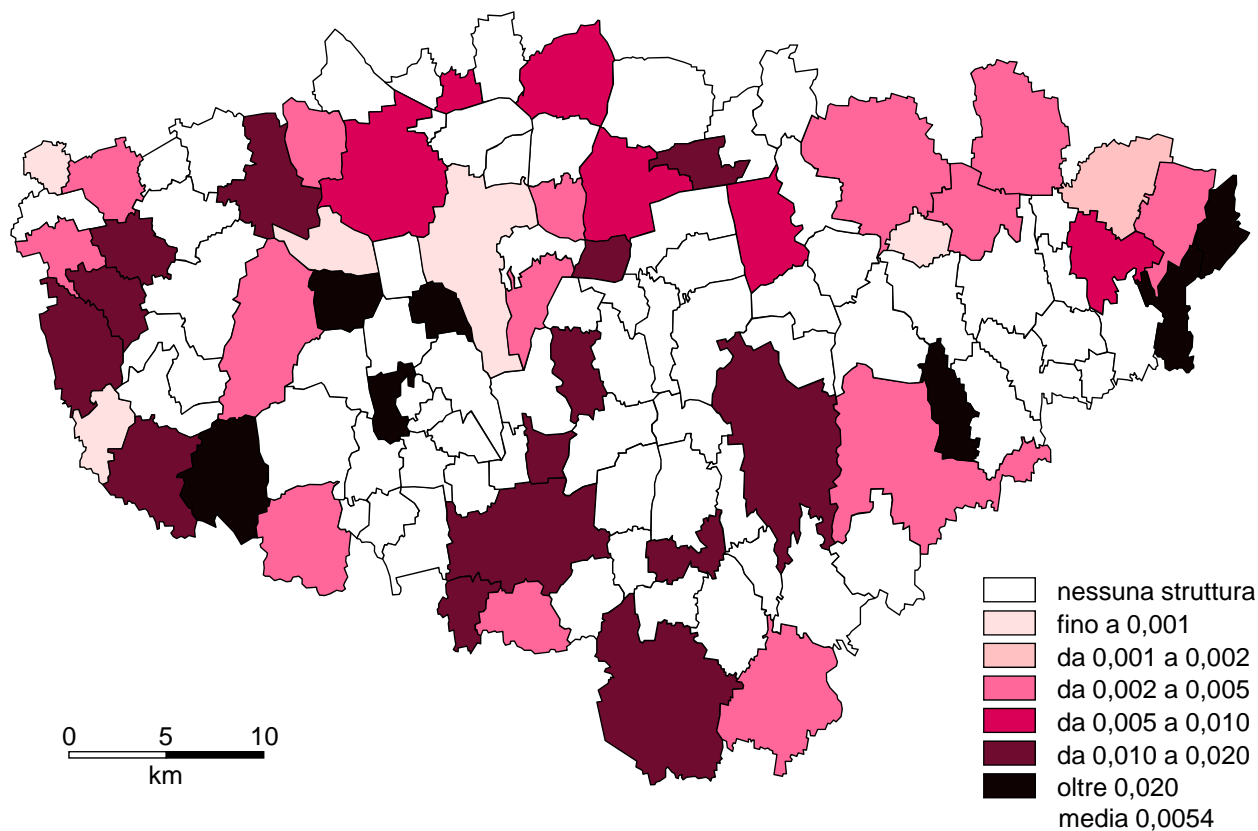 0 5 10
km
nessuna struttura
fino a 0,001
da 0,001 a 0,002
da 0,002 a 0,005
da 0,005 a 0,010
da 0,010 a 0,020
oltre 0,020
media 0,0054